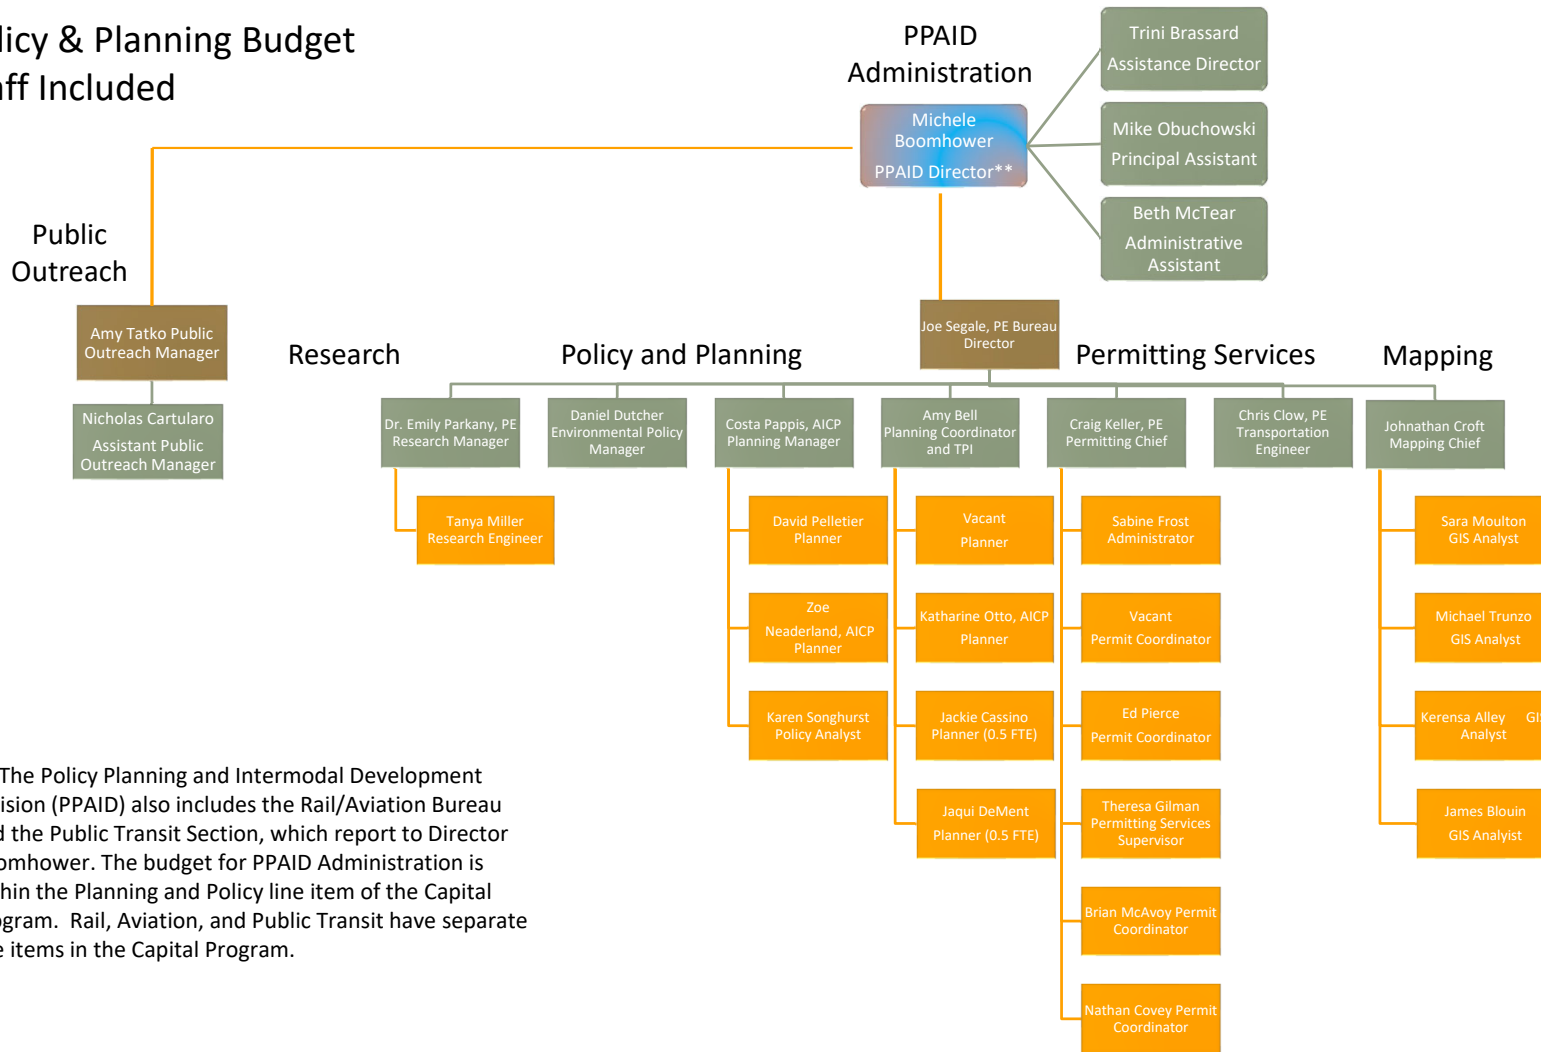 licy & Planning Budget
ff Included
PPAID
Administration
Michele
Boomhower
PPAID Director**
Trini Brassard
Assistance Director
Mike Obuchowski
Principal Assistant
Beth McTear
Administrative
Assistant
Public
Outreach
Amy Tatko Public
Outreach Manager
Nicholas Cartularo
Assistant Public
Outreach Manager
Joe Segale, PE Bureau
Director
Research
Policy and Planning
Permitting Services
Mapping
Dr. Emily Parkany, PE
Research Manager
Daniel Dutcher
Environmental Policy
Manager
Costa Pappis, AICP
Planning Manager
Amy Bell
Planning Coordinator
and TPI
Craig Keller, PE
Permitting Chief
Chris Clow, PE
Transportation
Engineer
Johnathan Croft
Mapping Chief
Tanya Miller
Research Engineer
David Pelletier
Planner
Zoe
Neaderland, AICP
Planner
Karen Songhurst
Policy Analyst
Vacant
Planner
Katharine Otto, AICP
Planner
Jackie Cassino
Planner (0.5 FTE)
Jaqui DeMent
Planner (0.5 FTE)
Sabine Frost
Administrator
Vacant
Permit Coordinator
Ed Pierce
Permit Coordinator
Theresa Gilman
Permitting Services
Supervisor
Brian McAvoy Permit
Coordinator
Nathan Covey Permit
Coordinator
Sara Moulton
GIS Analyst
Michael Trunzo
GIS Analyst
Kerensa Alley GI
Analyst
James Blouin
GIS Analyist
The Policy Planning and Intermodal Development
ision (PPAID) also includes the Rail/Aviation Bureau
d the Public Transit Section, which report to Director
omhower. The budget for PPAID Administration is
hin the Planning and Policy line item of the Capital
ogram. Rail, Aviation, and Public Transit have separate
e items in the Capital Program.